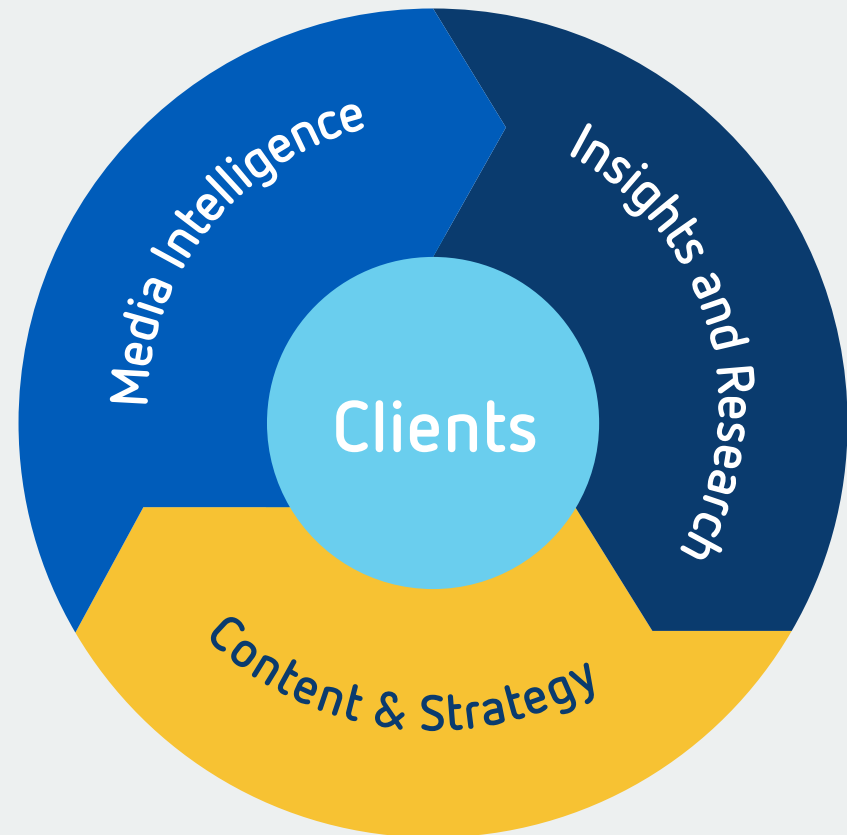 Media Intelligence
Insights and Research
Clients
Content & Strategy